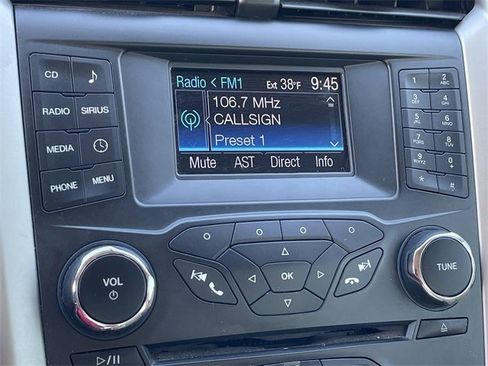 Radio < FM1 Ext 38°F 9:45
106.7 MHz
CALLSIGN
Preset 1
Mute AST Direct Info
CD
RADIO SIRIUS
MEDIA
PHONE MENU
1 2 ABC
3 DEF 4 GHI
5 JKL 6 MNO
7 PQRS 8 TUV
9 WXYZ 0 +
* #
VOL
OK
TUNE